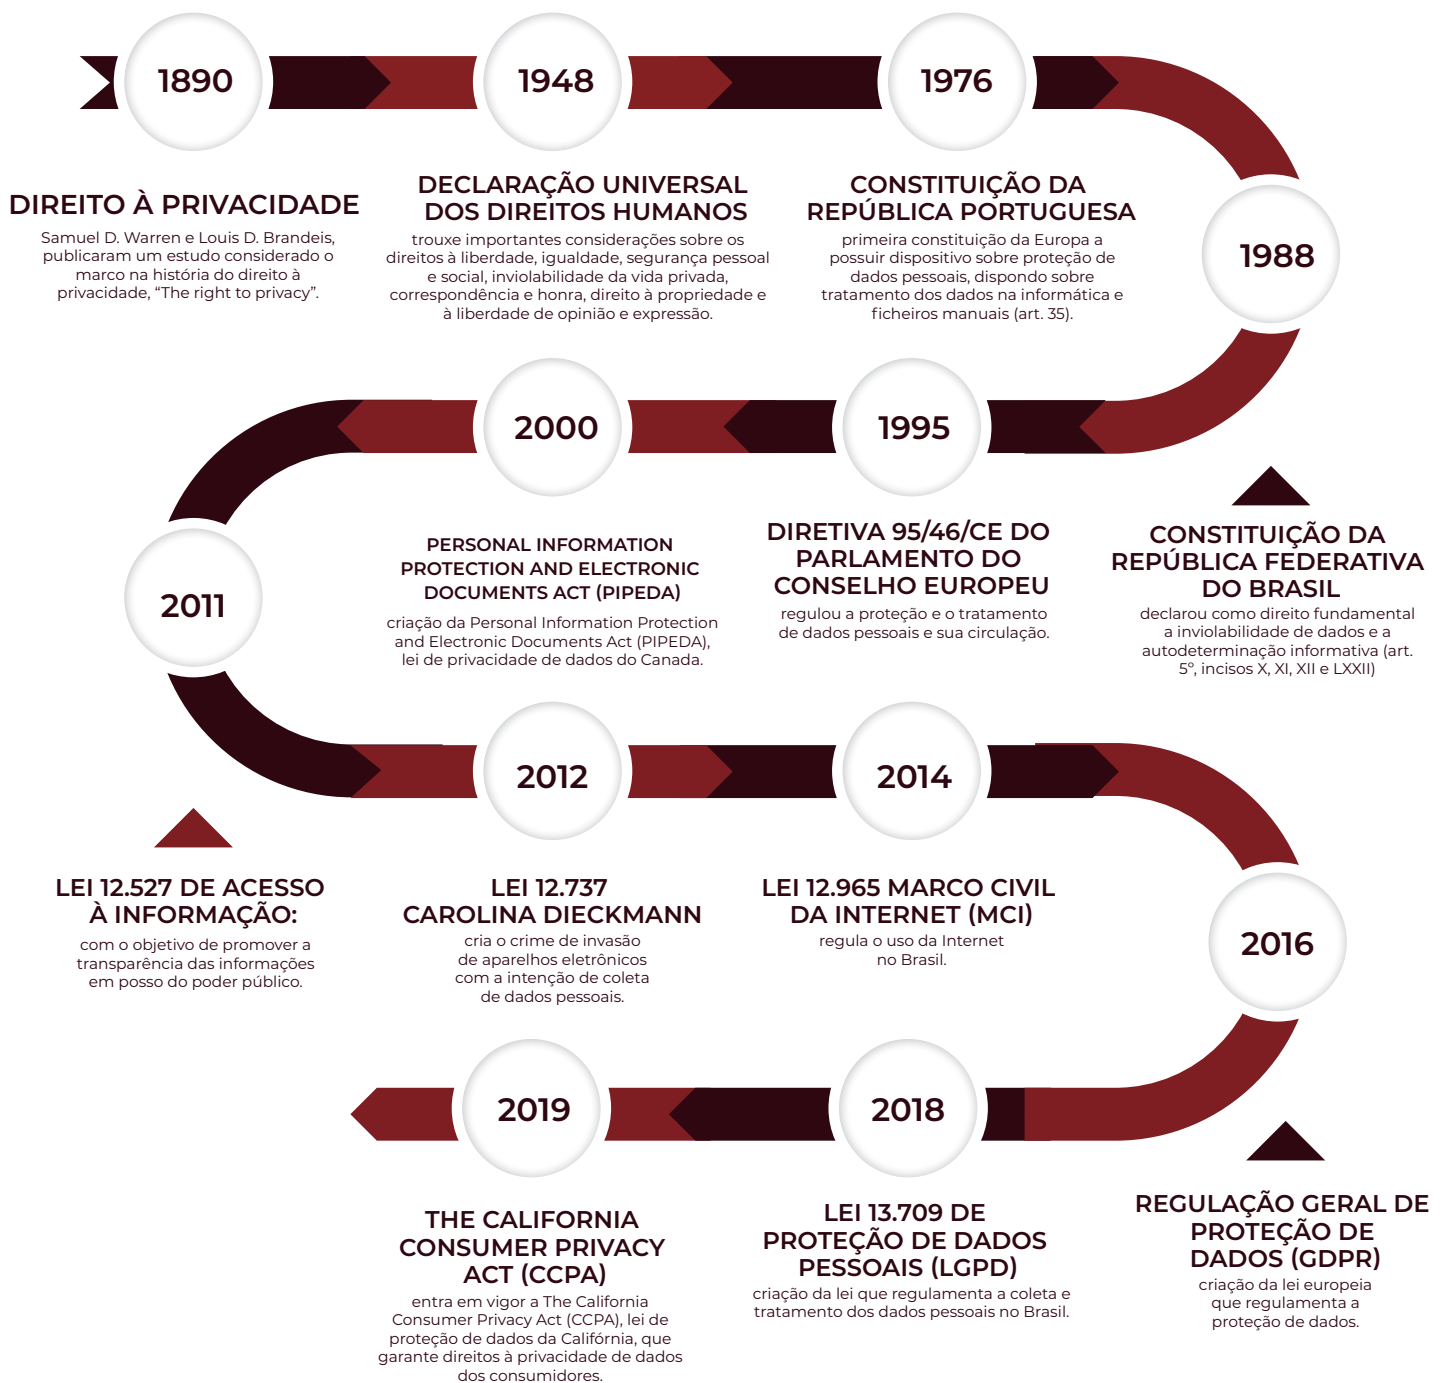 1890
DIREITO À PRIVACIDADE
Samuel D. Warren e Louis D. Brandeis,
publicaram um estudo considerado o
marco na história do direito à
privacidade, “The right to privacy”.
1948
DECLARAÇÃO UNIVERSAL
DOS DIREITOS HUMANOS
trouxe importantes considerações sobre os
direitos à liberdade, igualdade, segurança pessoal
e social, inviolabilidade da vida privada,
correspondência e honra, direito à propriedade e
à liberdade de opinião e expressão.
1976
CONSTITUIÇÃO DA
REPÚBLICA PORTUGUESA
primeira constituição da Europa a
possuir dispositivo sobre proteção de
dados pessoais, dispondo sobre
tratamento dos dados na informática e
ficheiros manuais (art. 35).
1988
CONSTITUIÇÃO DA
REPÚBLICA FEDERATIVA
DO BRASIL
declarou como direito fundamental
a inviolabilidade de dados e a
autodeterminação informativa (art.
5º, incisos X, XI, XII e LXXII)
1995
DIRETIVA 95/46/CE DO
PARLAMENTO DO
CONSELHO EUROPEU
regulou a proteção e o tratamento
de dados pessoais e sua circulação.
2000
PERSONAL INFORMATION
PROTECTION AND ELECTRONIC
DOCUMENTS ACT (PIPEDA)
criação da Personal Information Protection
and Electronic Documents Act (PIPEDA),
lei de privacidade de dados do Canada.
2011
LEI 12.527 DE ACESSO
À INFORMAÇÃO:
com o objetivo de promover a
transparência das informações
em posso do poder público.
2012
LEI 12.737
CAROLINA DIECKMANN
cria o crime de invasão
de aparelhos eletrônicos
com a intenção de coleta
de dados pessoais.
2014
LEI 12.965 MARCO CIVIL
DA INTERNET (MCI)
regula o uso da Internet
no Brasil.
2016
REGULAÇÃO GERAL DE
PROTEÇÃO DE
DADOS (GDPR)
criação da lei europeia
que regulamenta a
proteção de dados.
2018
LEI 13.709 DE
PROTEÇÃO DE DADOS
PESSOAIS (LGPD)
criação da lei que regulamenta a coleta e
tratamento dos dados pessoais no Brasil.
2019
THE CALIFORNIA
CONSUMER PRIVACY
ACT (CCPA)
entra em vigor a The California
Consumer Privacy Act (CCPA), lei de
proteção de dados da Califórnia, que
garante direitos à privacidade de dados
dos consumidores.